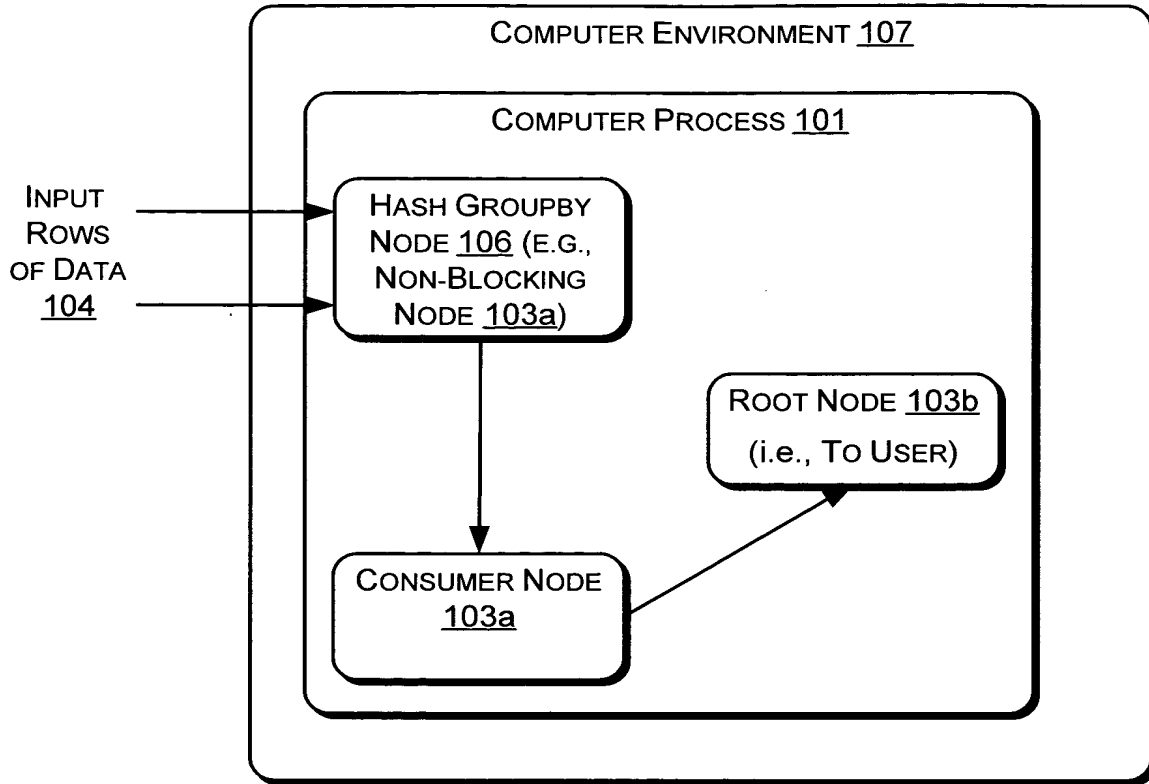 COMPUTER ENVIRONMENT 107
COMPUTER PROCESS 101
INPUT
ROWS
OF DATA
104
HASH GROUPBY
NODE 106 (E.G.,
NON-BLOCKING
NODE 103a)
ROOT NODE 103b
(i.e., TO USER)
CONSUMER NODE
103a